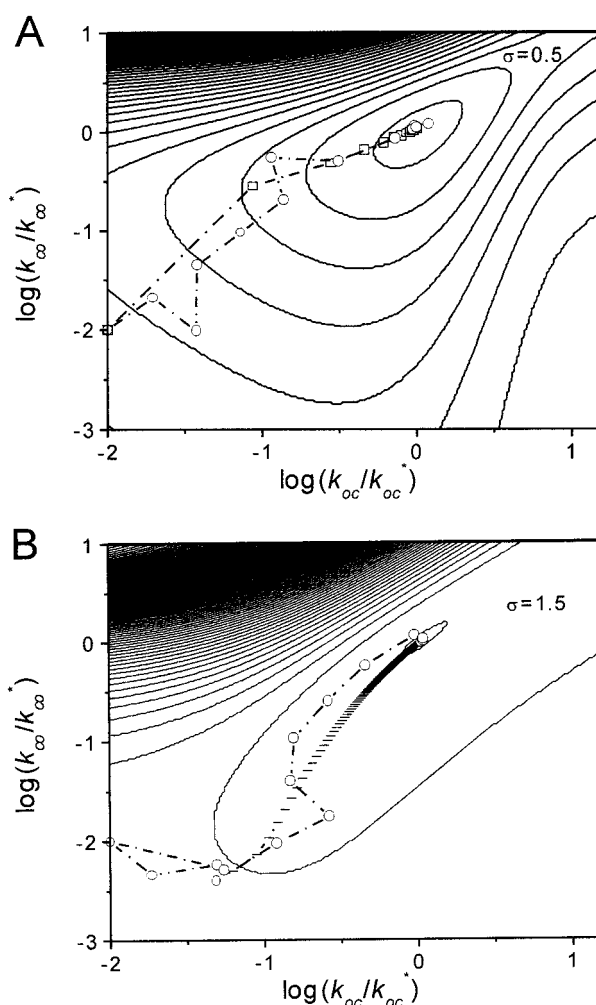 A
σ=0.5
1
0
-1
-2
-3
log(k_co/k_co*)
-2
-1
0
1
log(k_oc/k_oc*)
B
σ=1.5
1
0
-1
-2
-3
log(k_co/k_co*)
-2
-1
0
1
log(k_oc/k_oc*)